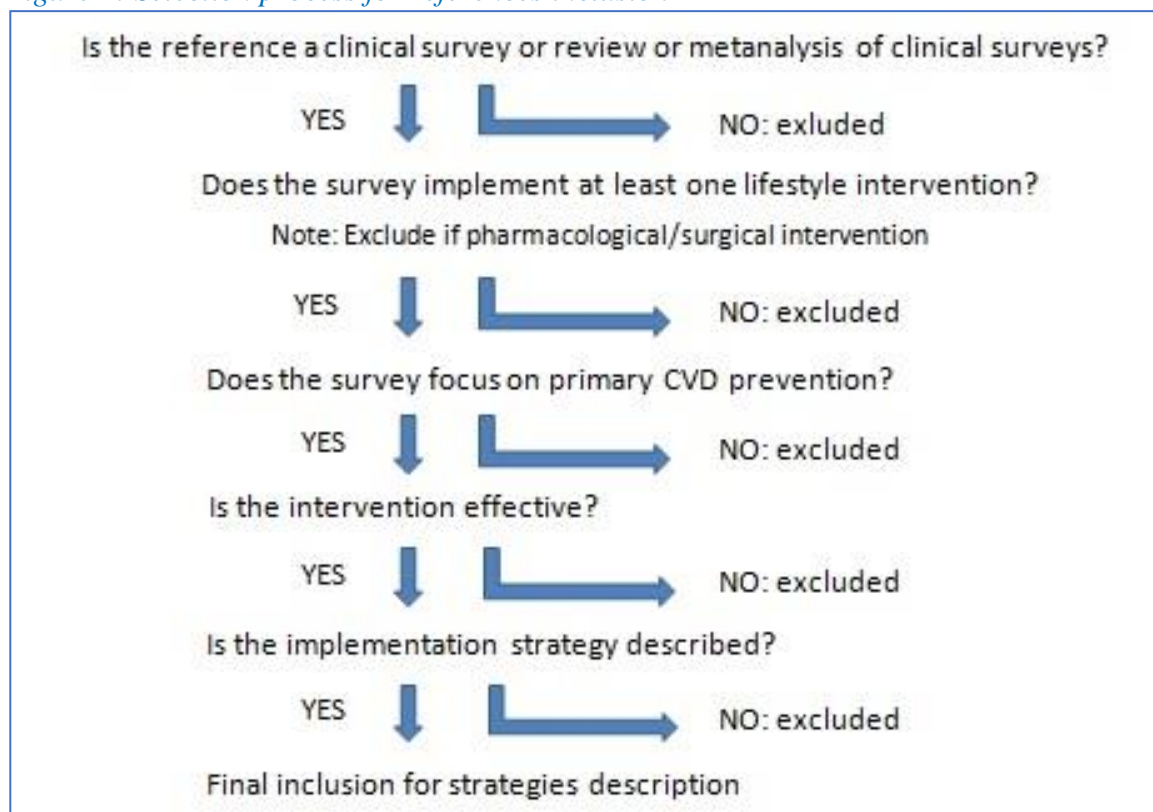 Is the reference a clinical survey or review or metanalysis of clinical surveys?
YES
NO: exluded
Does the survey implement at least one lifestyle intervention?
Note: Exclude if pharmacological/surgical intervention
YES
NO: excluded
Does the survey focus on primary CVD prevention?
YES
NO: excluded
Is the intervention effective?
YES
NO: excluded
Is the implementation strategy described?
YES
NO: excluded
Final inclusion for strategies description